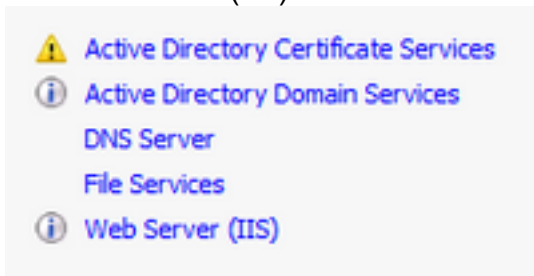 Active Directory Certificate Services
Active Directory Domain Services
DNS Server
File Services
Web Server (IIS)